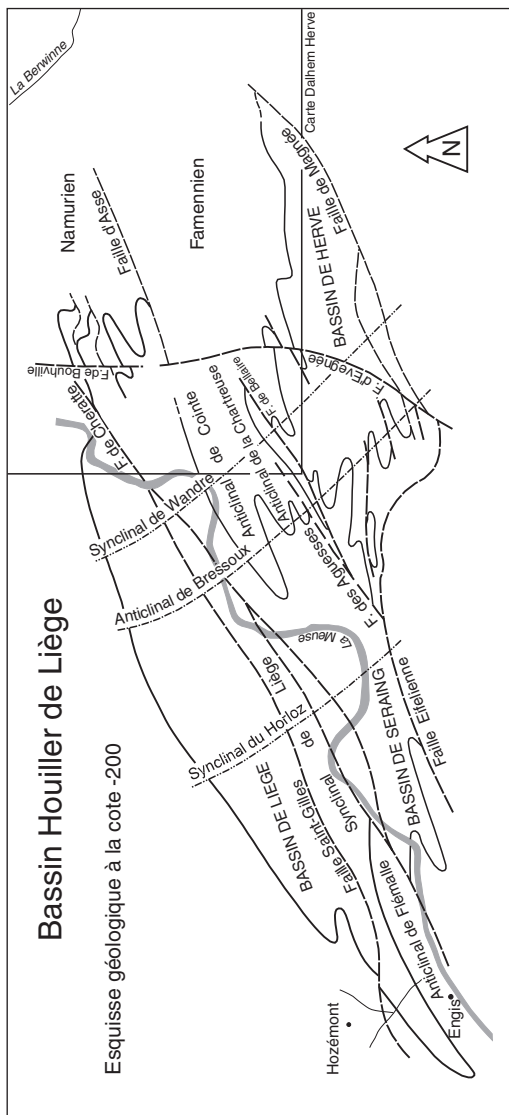 Bassin Houiller de Liège
Esquisse géologique à la cote -200
La Berwinne
Namurien
Faille d'Asse
Famennien
F. de Bouhville
F. de Cheratte
Synclinal de Wandre
Anticlinal de Cointe
Anticlinal de la Chartreuse
F. de Bellaire
Anticlinal de Bressoux
F. des Aguesses
F. d'Evegnée
BASSIN DE HERVE
Faille de Magnée
Carte Dalhem Herve
N
Synclinal du Horloz
BASSIN DE LIEGE
Faille Saint-Gilles
Synclinal de Liège
La Meuse
BASSIN DE SERAING
Faille Eifelienne
Anticlinal de Flémalle
Hozémont
Engis